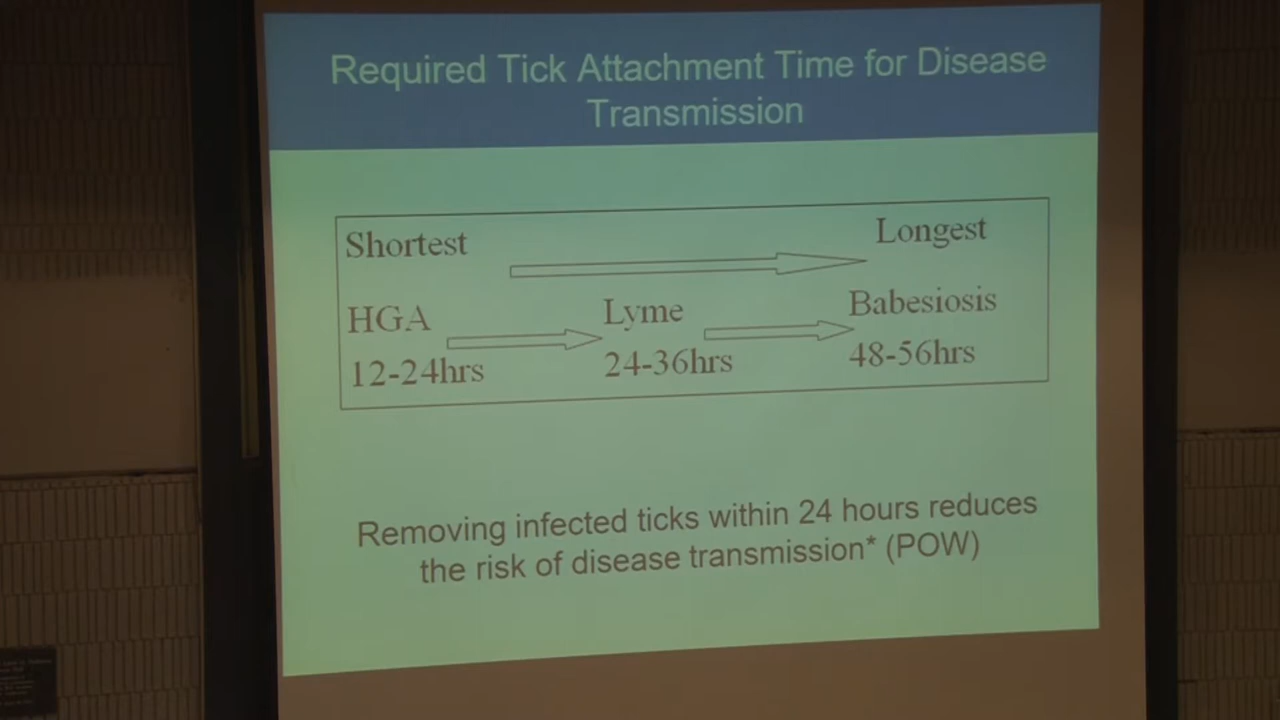 Required Tick Attachment Time for Disease
Transmission
Shortest
Longest
HGA
Lyme
Babesiosis
12-24hrs
24-36hrs
48-56hrs
Removing infected ticks within 24 hours reduces
the risk of disease transmission* (POW)